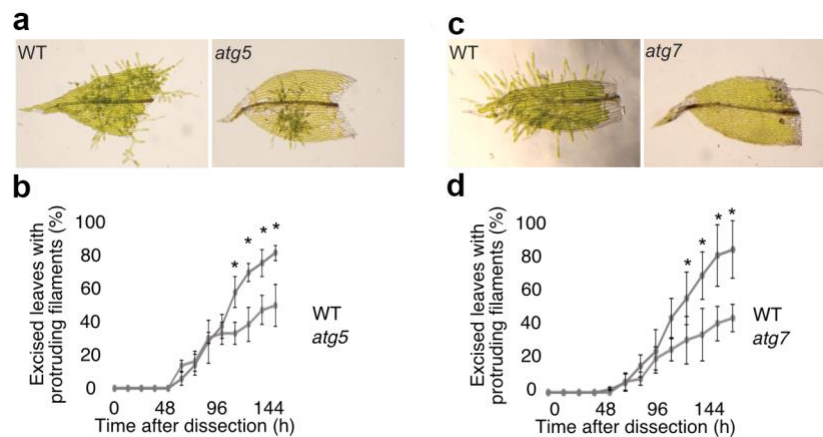 a
WT
atg5
c
WT
atg7
b
Excised leaves with
protruding filaments (%)
100
80
60
40
20
0
* * * *
0 48 96 144
Time after dissection (h)
WT
atg5
d
Excised leaves with
protruding filaments (%)
100
80
60
40
20
0
* * * *
0 48 96 144
Time after dissection (h)
WT
atg7